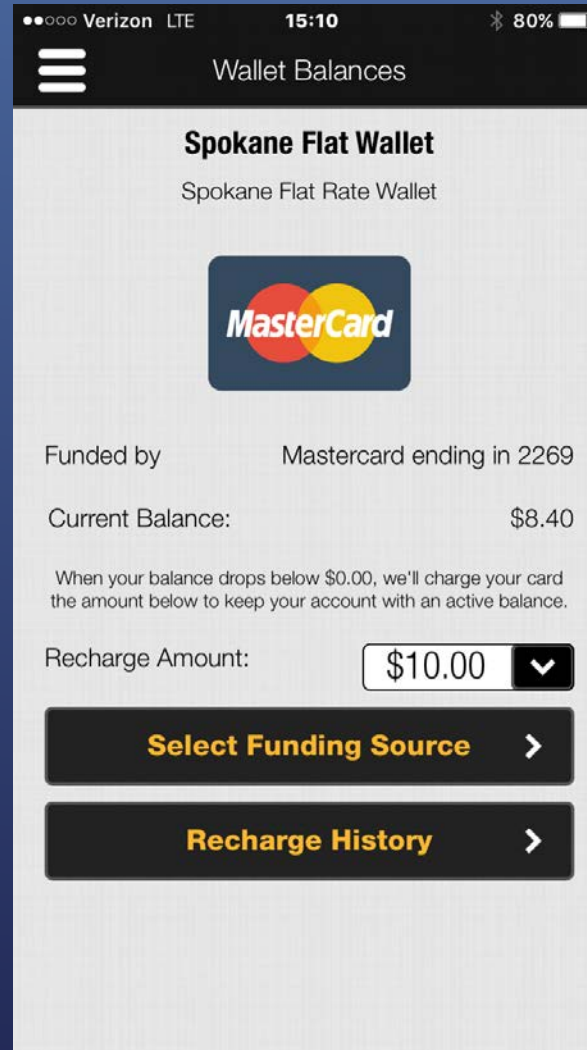 Verizon LTE 15:10 80%
Wallet Balances
Spokane Flat Wallet
Spokane Flat Rate Wallet
MasterCard
Funded by Mastercard ending in 2269
Current Balance: $8.40
When your balance drops below $0.00, we'll charge your card
the amount below to keep your account with an active balance.
Recharge Amount: $10.00
Select Funding Source
Recharge History